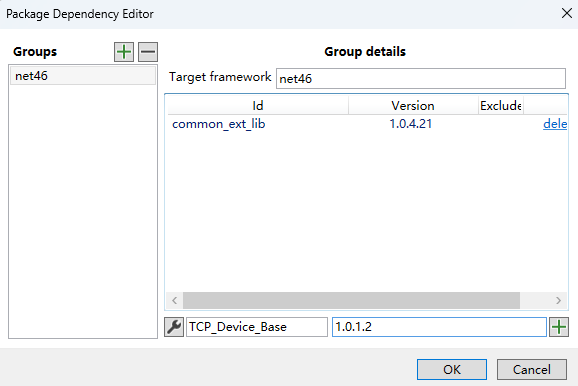 Package Dependency Editor
Groups
Group details
net46
Target framework
net46
Id Version Exclude
common_ext_lib 1.0.4.21 dele
TCP_Device_Base 1.0.1.2
OK Cancel